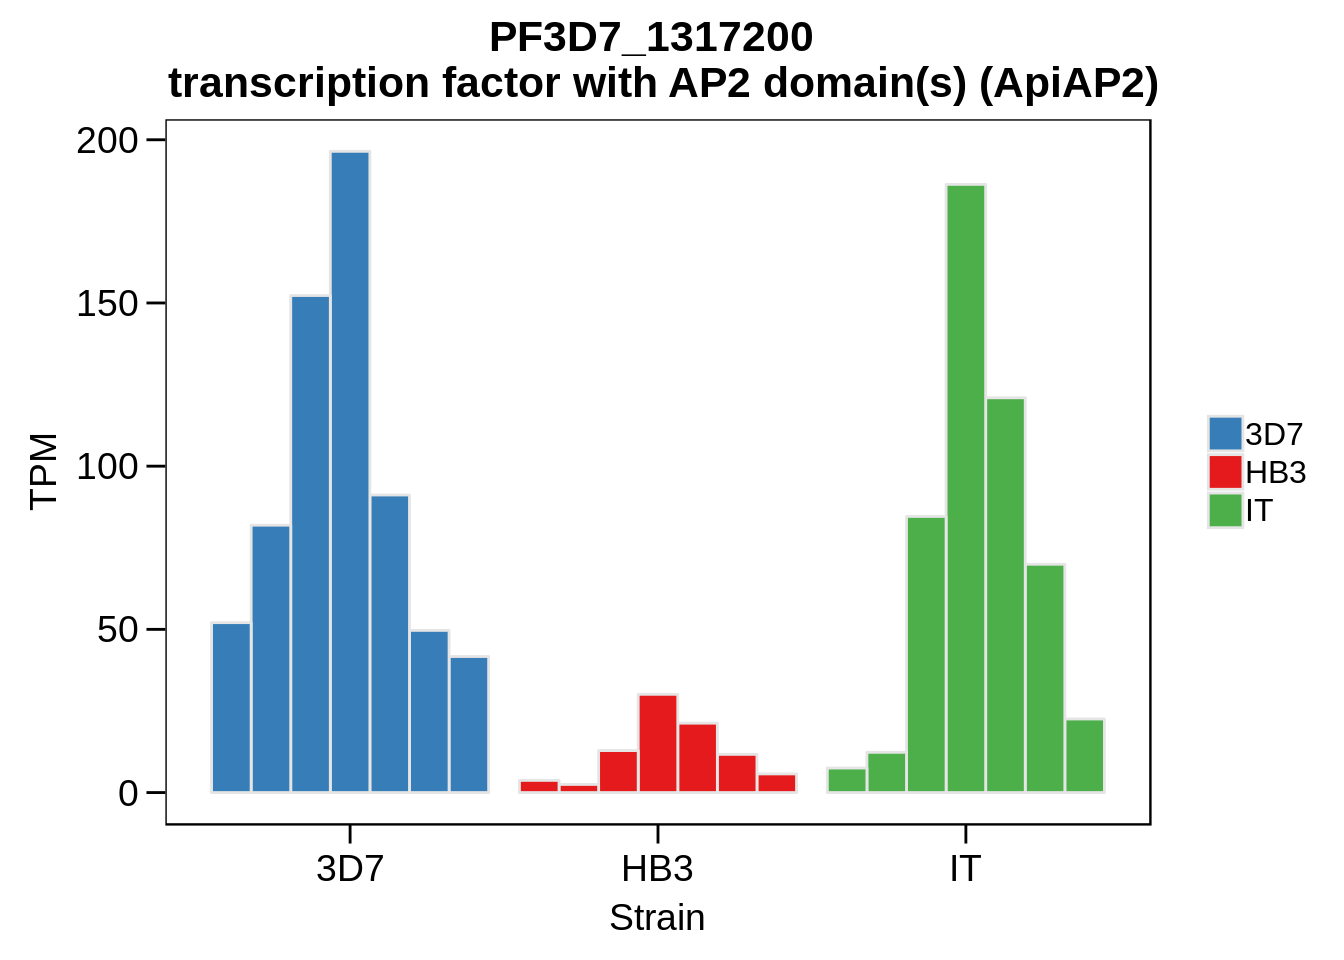 PF3D7_1317200
transcription factor with AP2 domain(s) (ApiAP2)
200
150
100
50
0
TPM
3D7
HB3
IT
Strain
3D7
HB3
IT